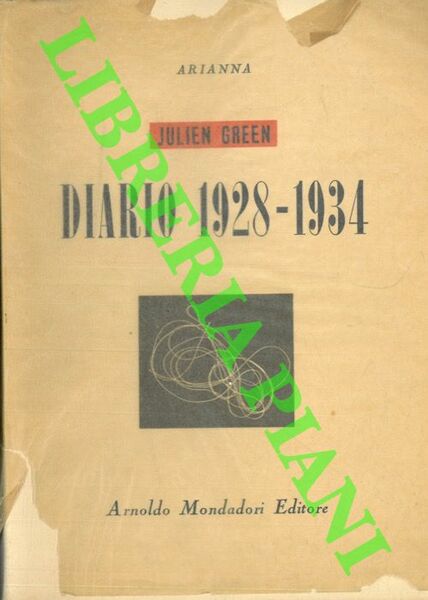 ARIANNA
JULIEN GREEN
DIARIO 1928-1934
Arnoldo Mondadori Editore
LIBRERIA PIANI